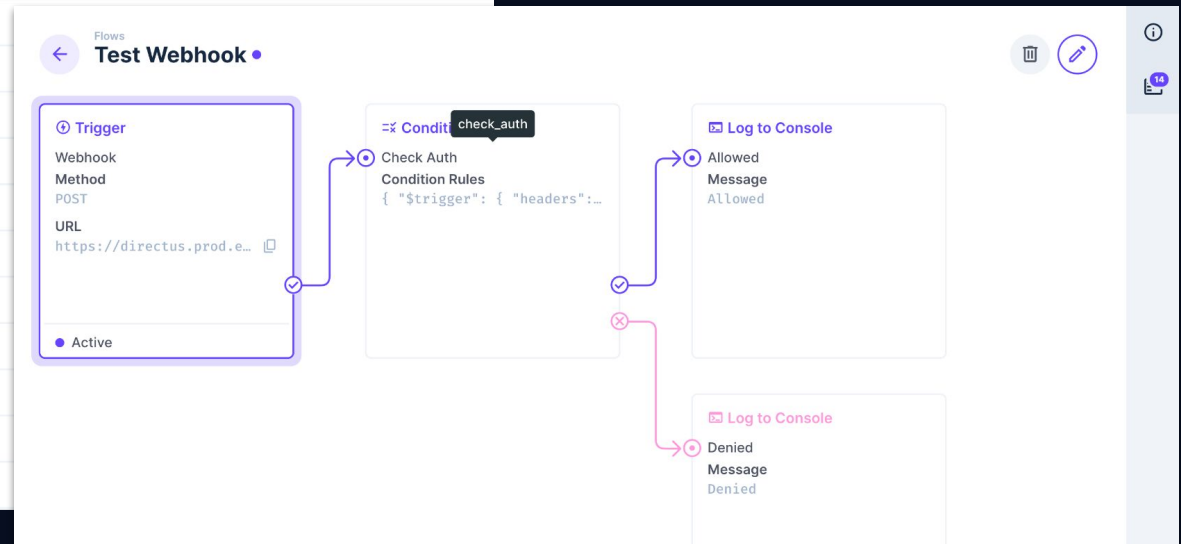 Flows
Test Webhook
14
Trigger
Webhook
Method
POST
URL
https://directus.prod.e…
Active
Conditi
check_auth
Check Auth
Condition Rules
{ "$trigger": { "headers":…
Log to Console
Allowed
Message
Allowed
Log to Console
Denied
Message
Denied